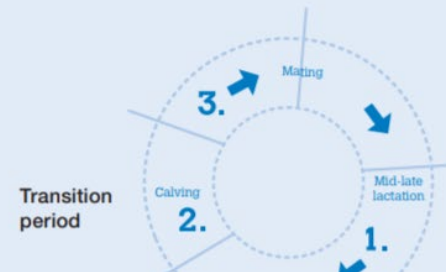 Mating
3.
Mid-late
lactation
Transition
period
Calving
2.
1.